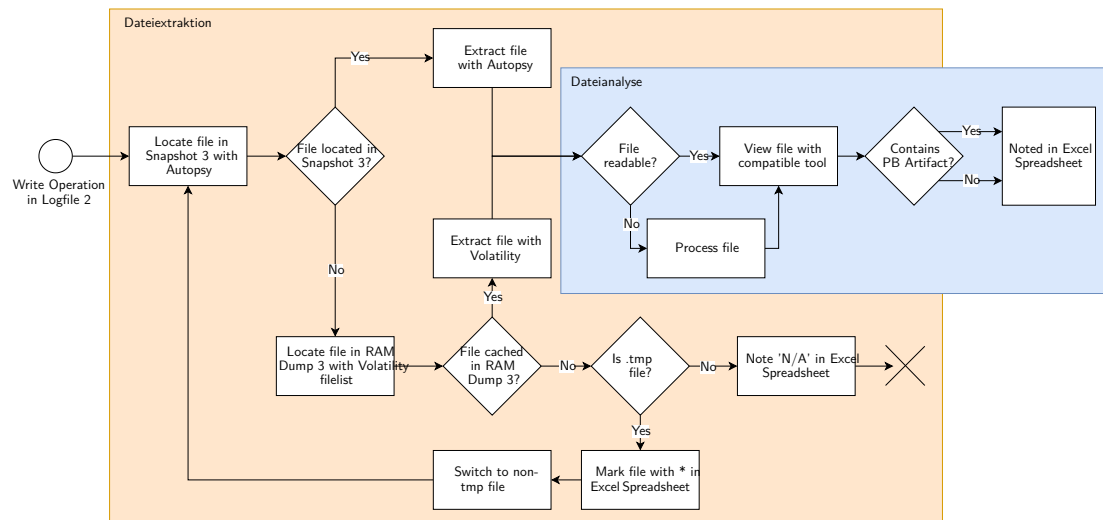 Dateiextraktion
Yes
Extract file
with Autopsy
Dateianalyse
Write Operation
in Logfile 2
Locate file in
Snapshot 3 with
Autopsy
File located in
Snapshot 3?
File
readable?
Yes
View file with
compatible tool
Contains
PB Artifact?
Yes
No
Noted in Excel
Spreadsheet
No
Process file
Extract file with
Volatility
No
Yes
Locate file in RAM
Dump 3 with Volatility
filelist
File cached
in RAM
Dump 3?
No
Is .tmp
file?
No
Note 'N/A' in Excel
Spreadsheet
Yes
Switch to non-
tmp file
Mark file with * in
Excel Spreadsheet